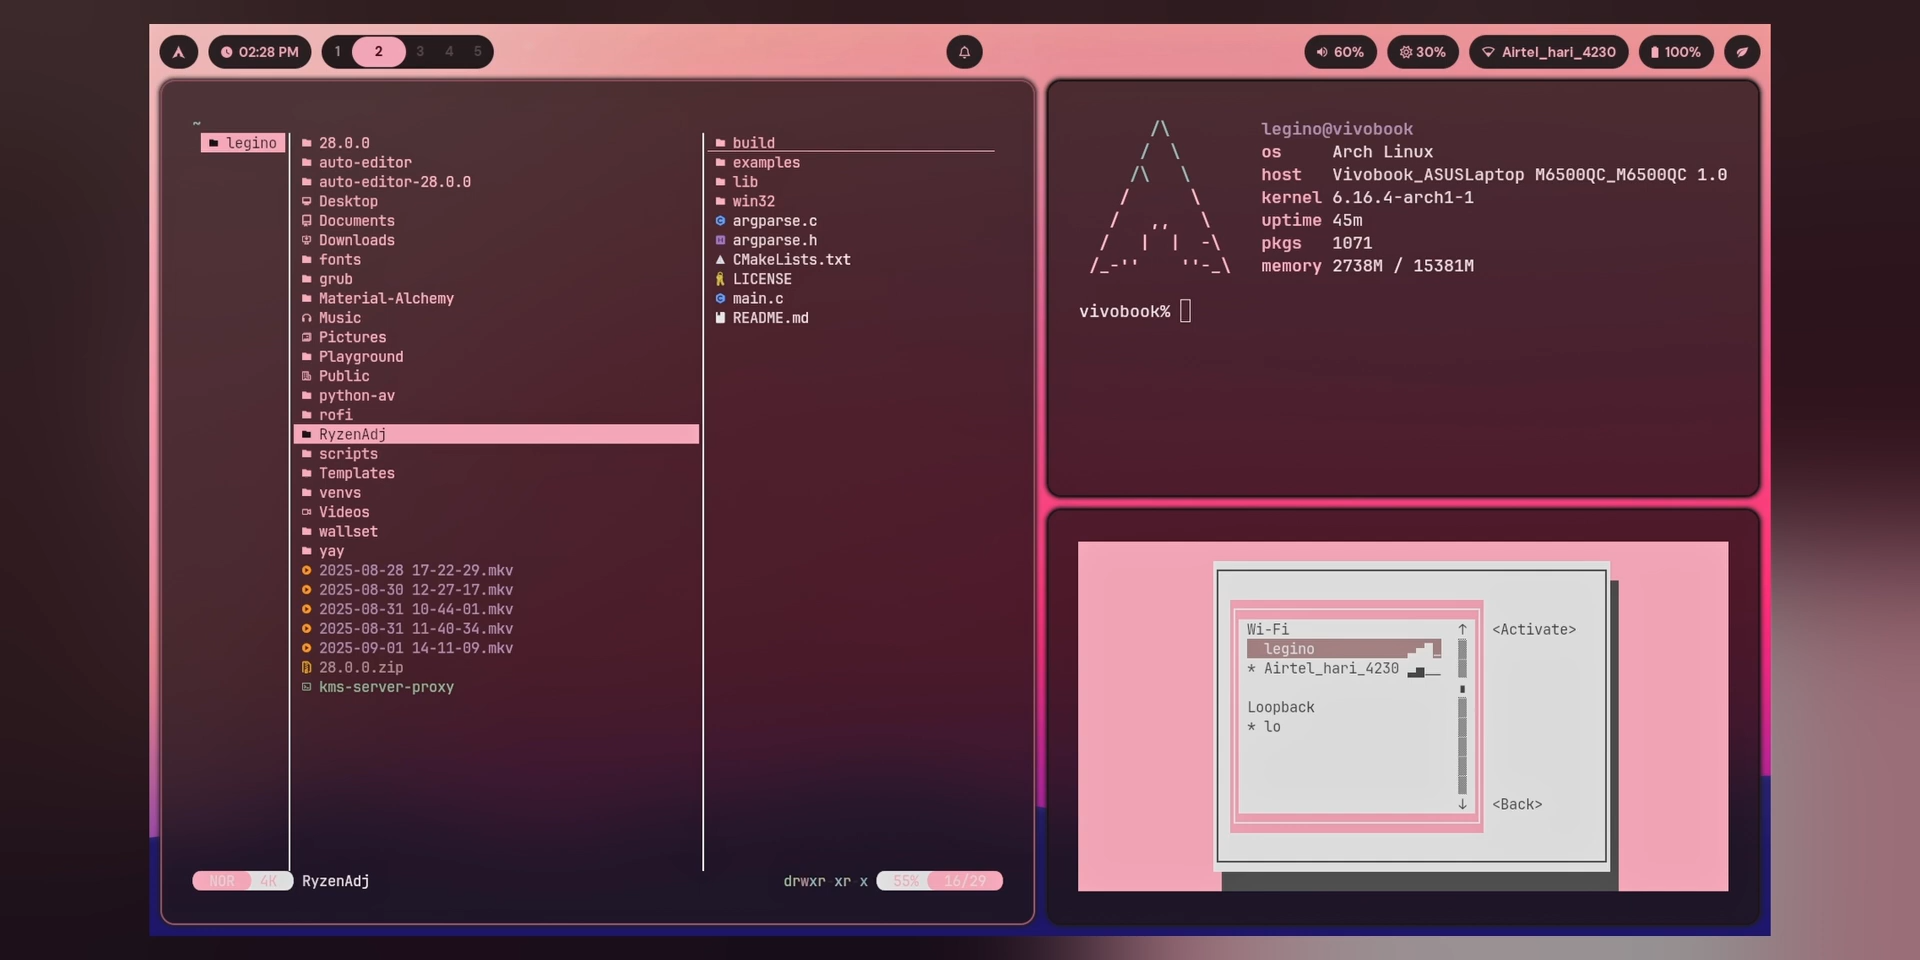 02:28 PM
1 2 3 4 5
60%
30%
Airtel_hari_4230
100%
~
legino
28.0.0
auto-editor
auto-editor-28.0.0
Desktop
Documents
Downloads
fonts
grub
Material-Alchemy
Music
Pictures
Playground
Public
python-av
rofi
RyzenAdj
scripts
Templates
venvs
Videos
wallset
yay
2025-08-28 17-22-29.mkv
2025-08-30 12-27-17.mkv
2025-08-31 10-44-01.mkv
2025-08-31 11-40-34.mkv
2025-09-01 14-11-09.mkv
28.0.0.zip
kms-server-proxy
build
examples
lib
win32
argparse.c
argparse.h
CMakeLists.txt
LICENSE
main.c
README.md
NOR 4K RyzenAdj
drwxr xr x 55% 16/29
legino@vivobook
os Arch Linux
host Vivobook_ASUSLaptop M6500QC_M6500QC 1.0
kernel 6.16.4-arch1-1
uptime 45m
pkgs 1071
memory 2738M / 15381M
vivobook%
Wi-Fi
legino
* Airtel_hari_4230
Loopback
* lo
<Activate>
<Back>